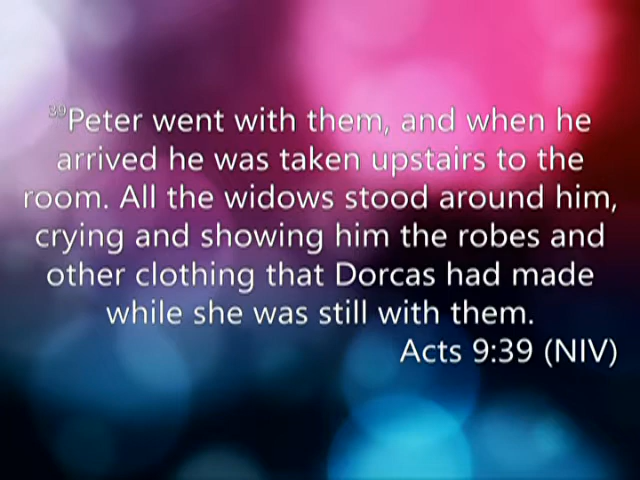 39Peter went with them, and when he
arrived he was taken upstairs to the
room. All the widows stood around him,
crying and showing him the robes and
other clothing that Dorcas had made
while she was still with them.
Acts 9:39 (NIV)